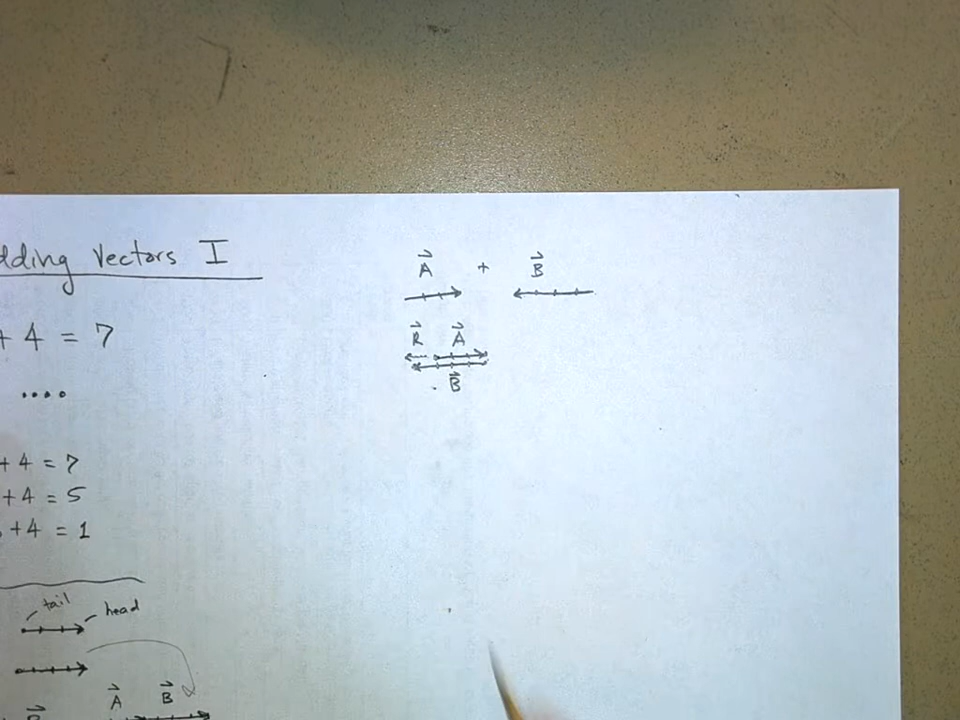 dding Vectors I
+ 4 = 7
....
+ 4 = 7
+ 4 = 5
+ 4 = 1
tail head
A B
A + B
R A
B